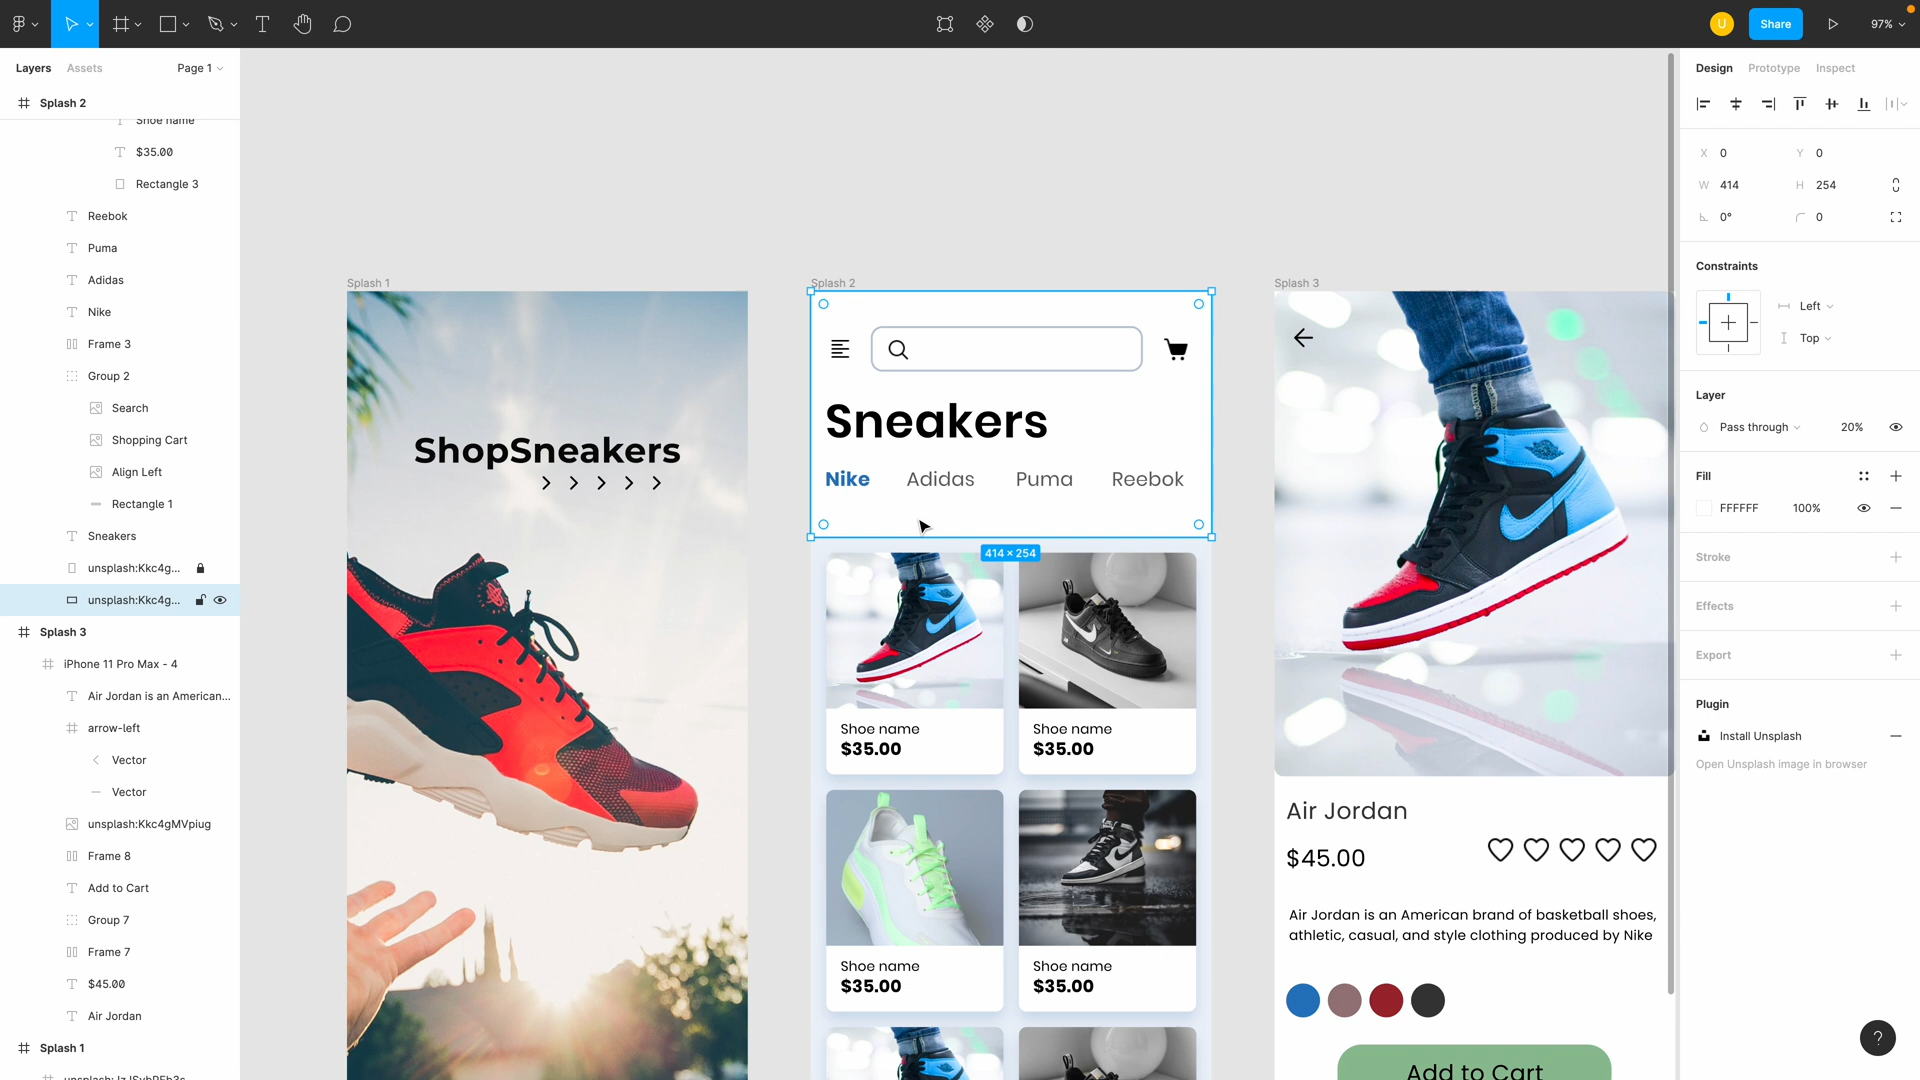 U
Share
97%
Layers
Assets
Page 1
Splash 2
Shoe name
$35.00
Rectangle 3
Reebok
Puma
Adidas
Nike
Frame 3
Group 2
Search
Shopping Cart
Align Left
Rectangle 1
Sneakers
unsplash:Kkc4g...
unsplash:Kkc4g...
Splash 3
iPhone 11 Pro Max - 4
Air Jordan is an American...
arrow-left
Vector
Vector
unsplash:Kkc4gMVpiug
Frame 8
Add to Cart
Group 7
Frame 7
$45.00
Air Jordan
Splash 1
Splash 1
ShopSneakers
Splash 2
Sneakers
Nike
Adidas
Puma
Reebok
414 × 254
Shoe name
$35.00
Shoe name
$35.00
Shoe name
$35.00
Shoe name
$35.00
Splash 3
Air Jordan
$45.00
Air Jordan is an American brand of basketball shoes,
athletic, casual, and style clothing produced by Nike
Add to Cart
Design
Prototype
Inspect
X 0
Y 0
W 414
H 254
0°
0
Constraints
Left
Top
Layer
Pass through
20%
Fill
FFFFFF
100%
Stroke
Effects
Export
Plugin
Install Unsplash
Open Unsplash image in browser
?